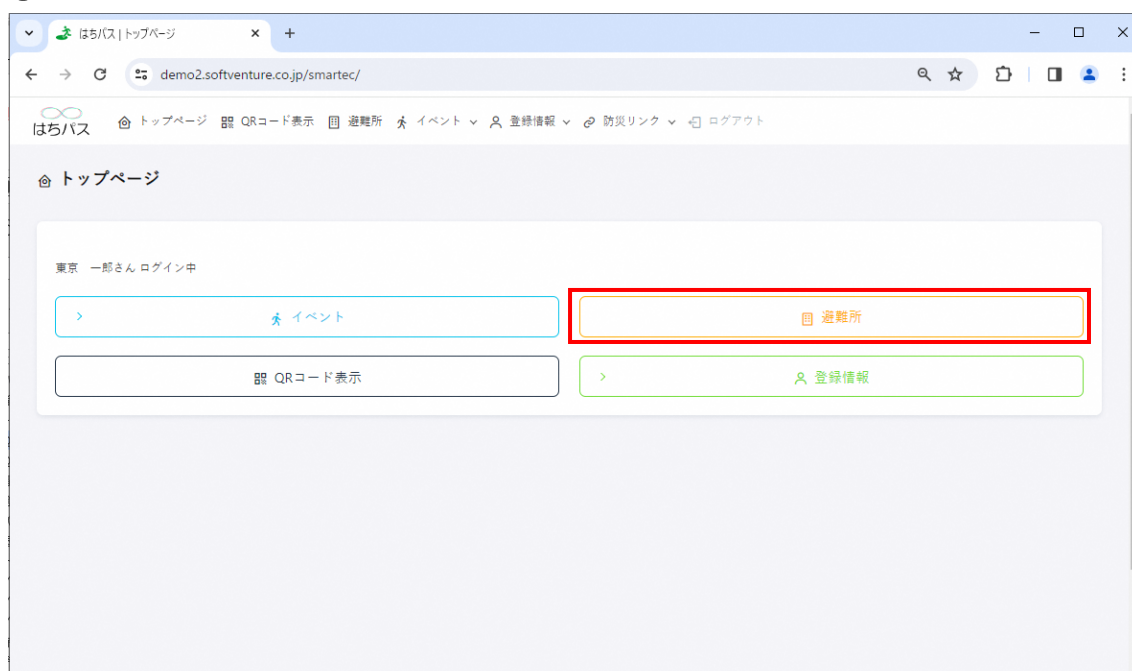 はちパス | トップページ
demo2.softventure.co.jp/smartec/
はちパス トップページ QRコード表示 避難所 イベント 登録情報 防災リンク ログアウト
トップページ
東京 一郎さん ログイン中
イベント 避難所
QRコード表示 登録情報